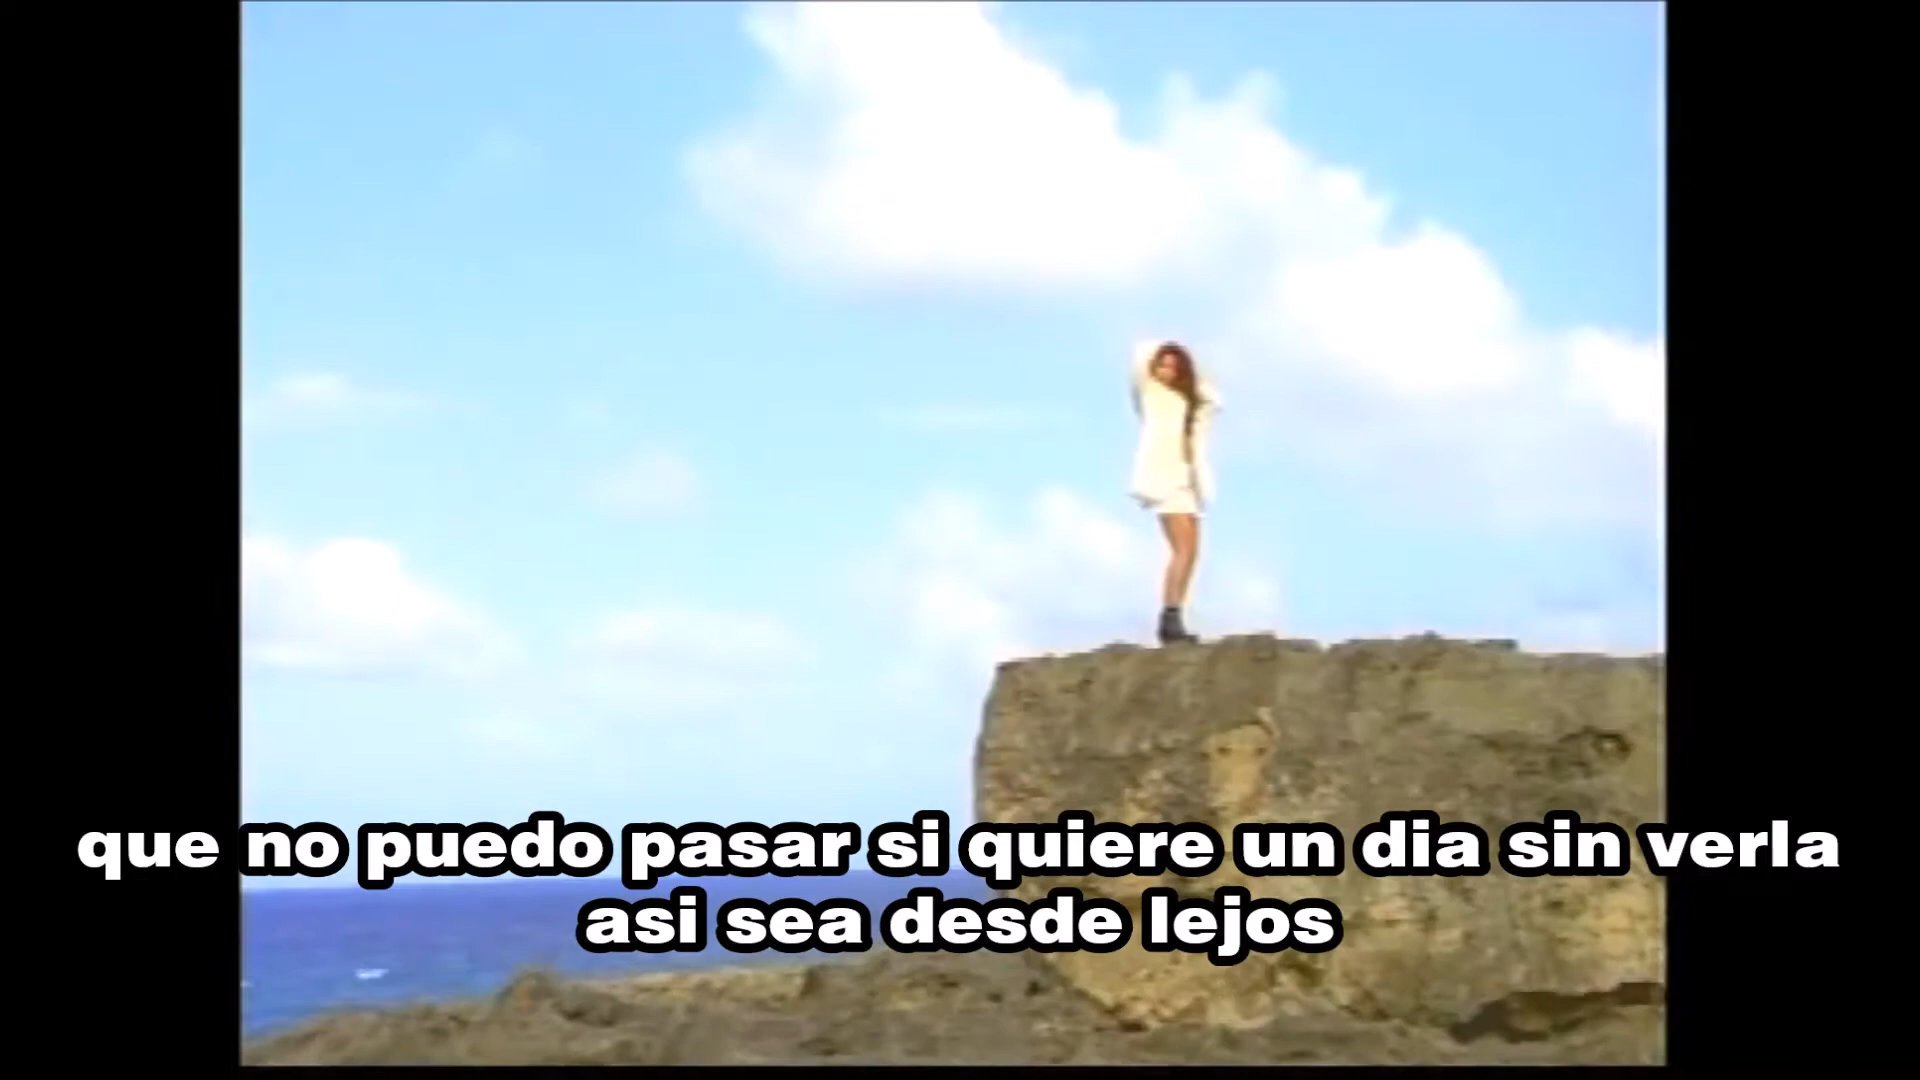 que no puedo pasar si quiere un dia sin verla
asi sea desde lejos